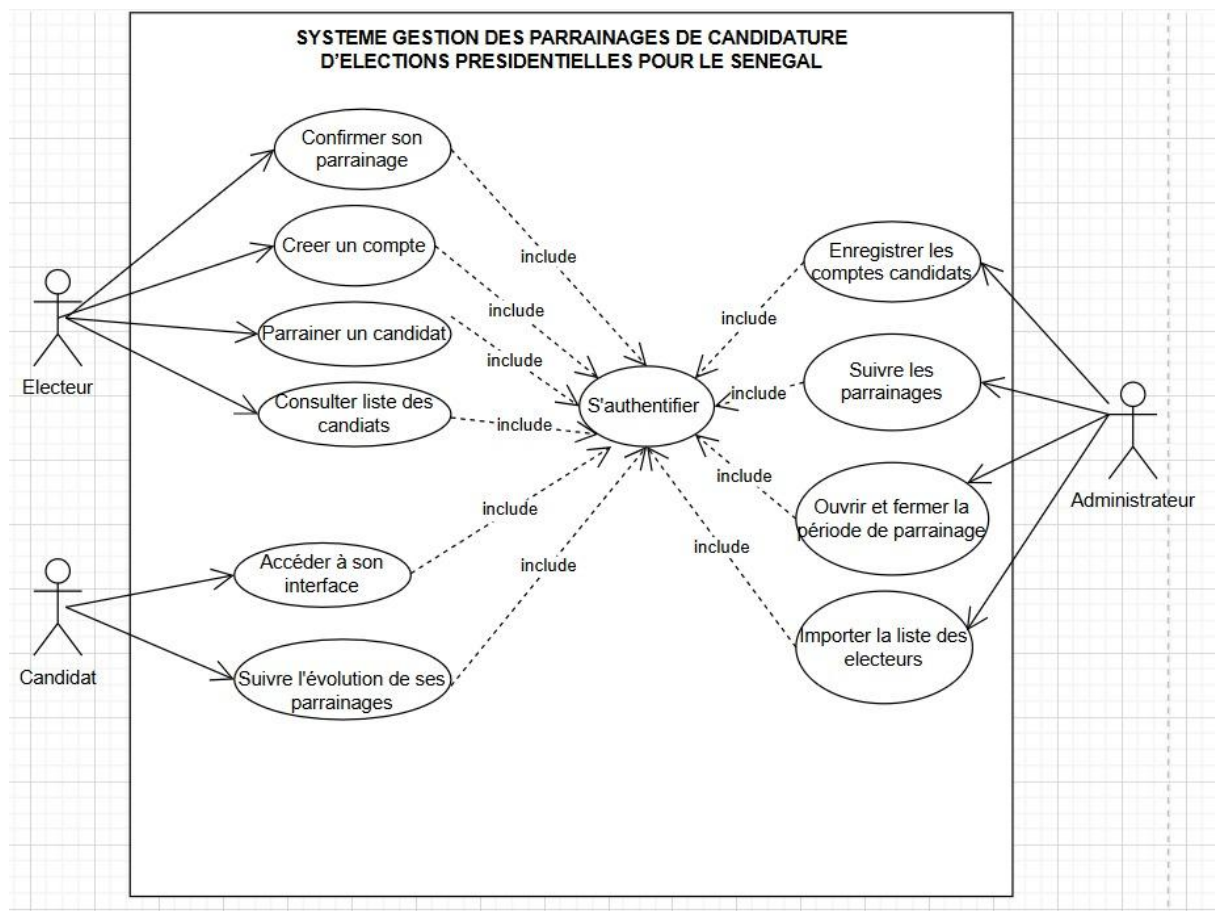 SYSTEME GESTION DES PARRAINAGES DE CANDIDATURE
D'ELECTIONS PRESIDENTIELLES POUR LE SENEGAL
Confirmer son
parrainage
Creer un compte
Parrainer un candidat
Consulter liste des
candiats
Electeur
Accéder à son
interface
Suivre l'évolution de ses
parrainages
Candidat
include
include
include
include
include
include
S'authentifier
include
include
include
include
Enregistrer les
comptes candidats
Suivre les
parrainages
Ouvrir et fermer la
période de parrainage
Importer la liste des
electeurs
Administrateur